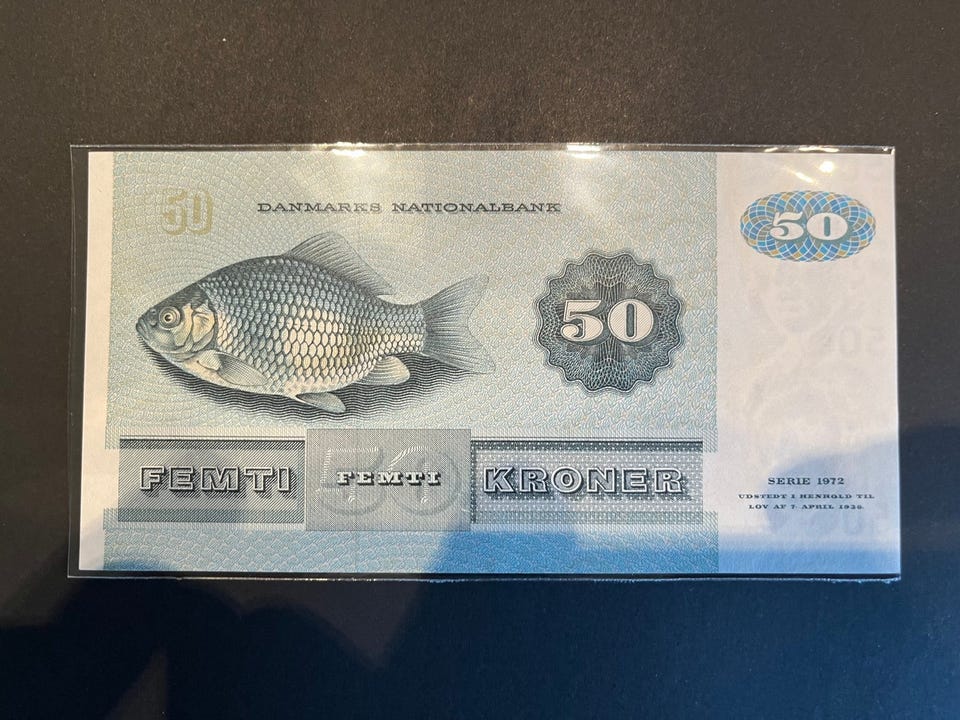 50
DANMARKS NATIONALBANK
50
50
FEMTI FEMTI KRONER
SERIE 1972
UDSTEDT I HENHOLD TIL
LOV AF 7. APRIL 1936.